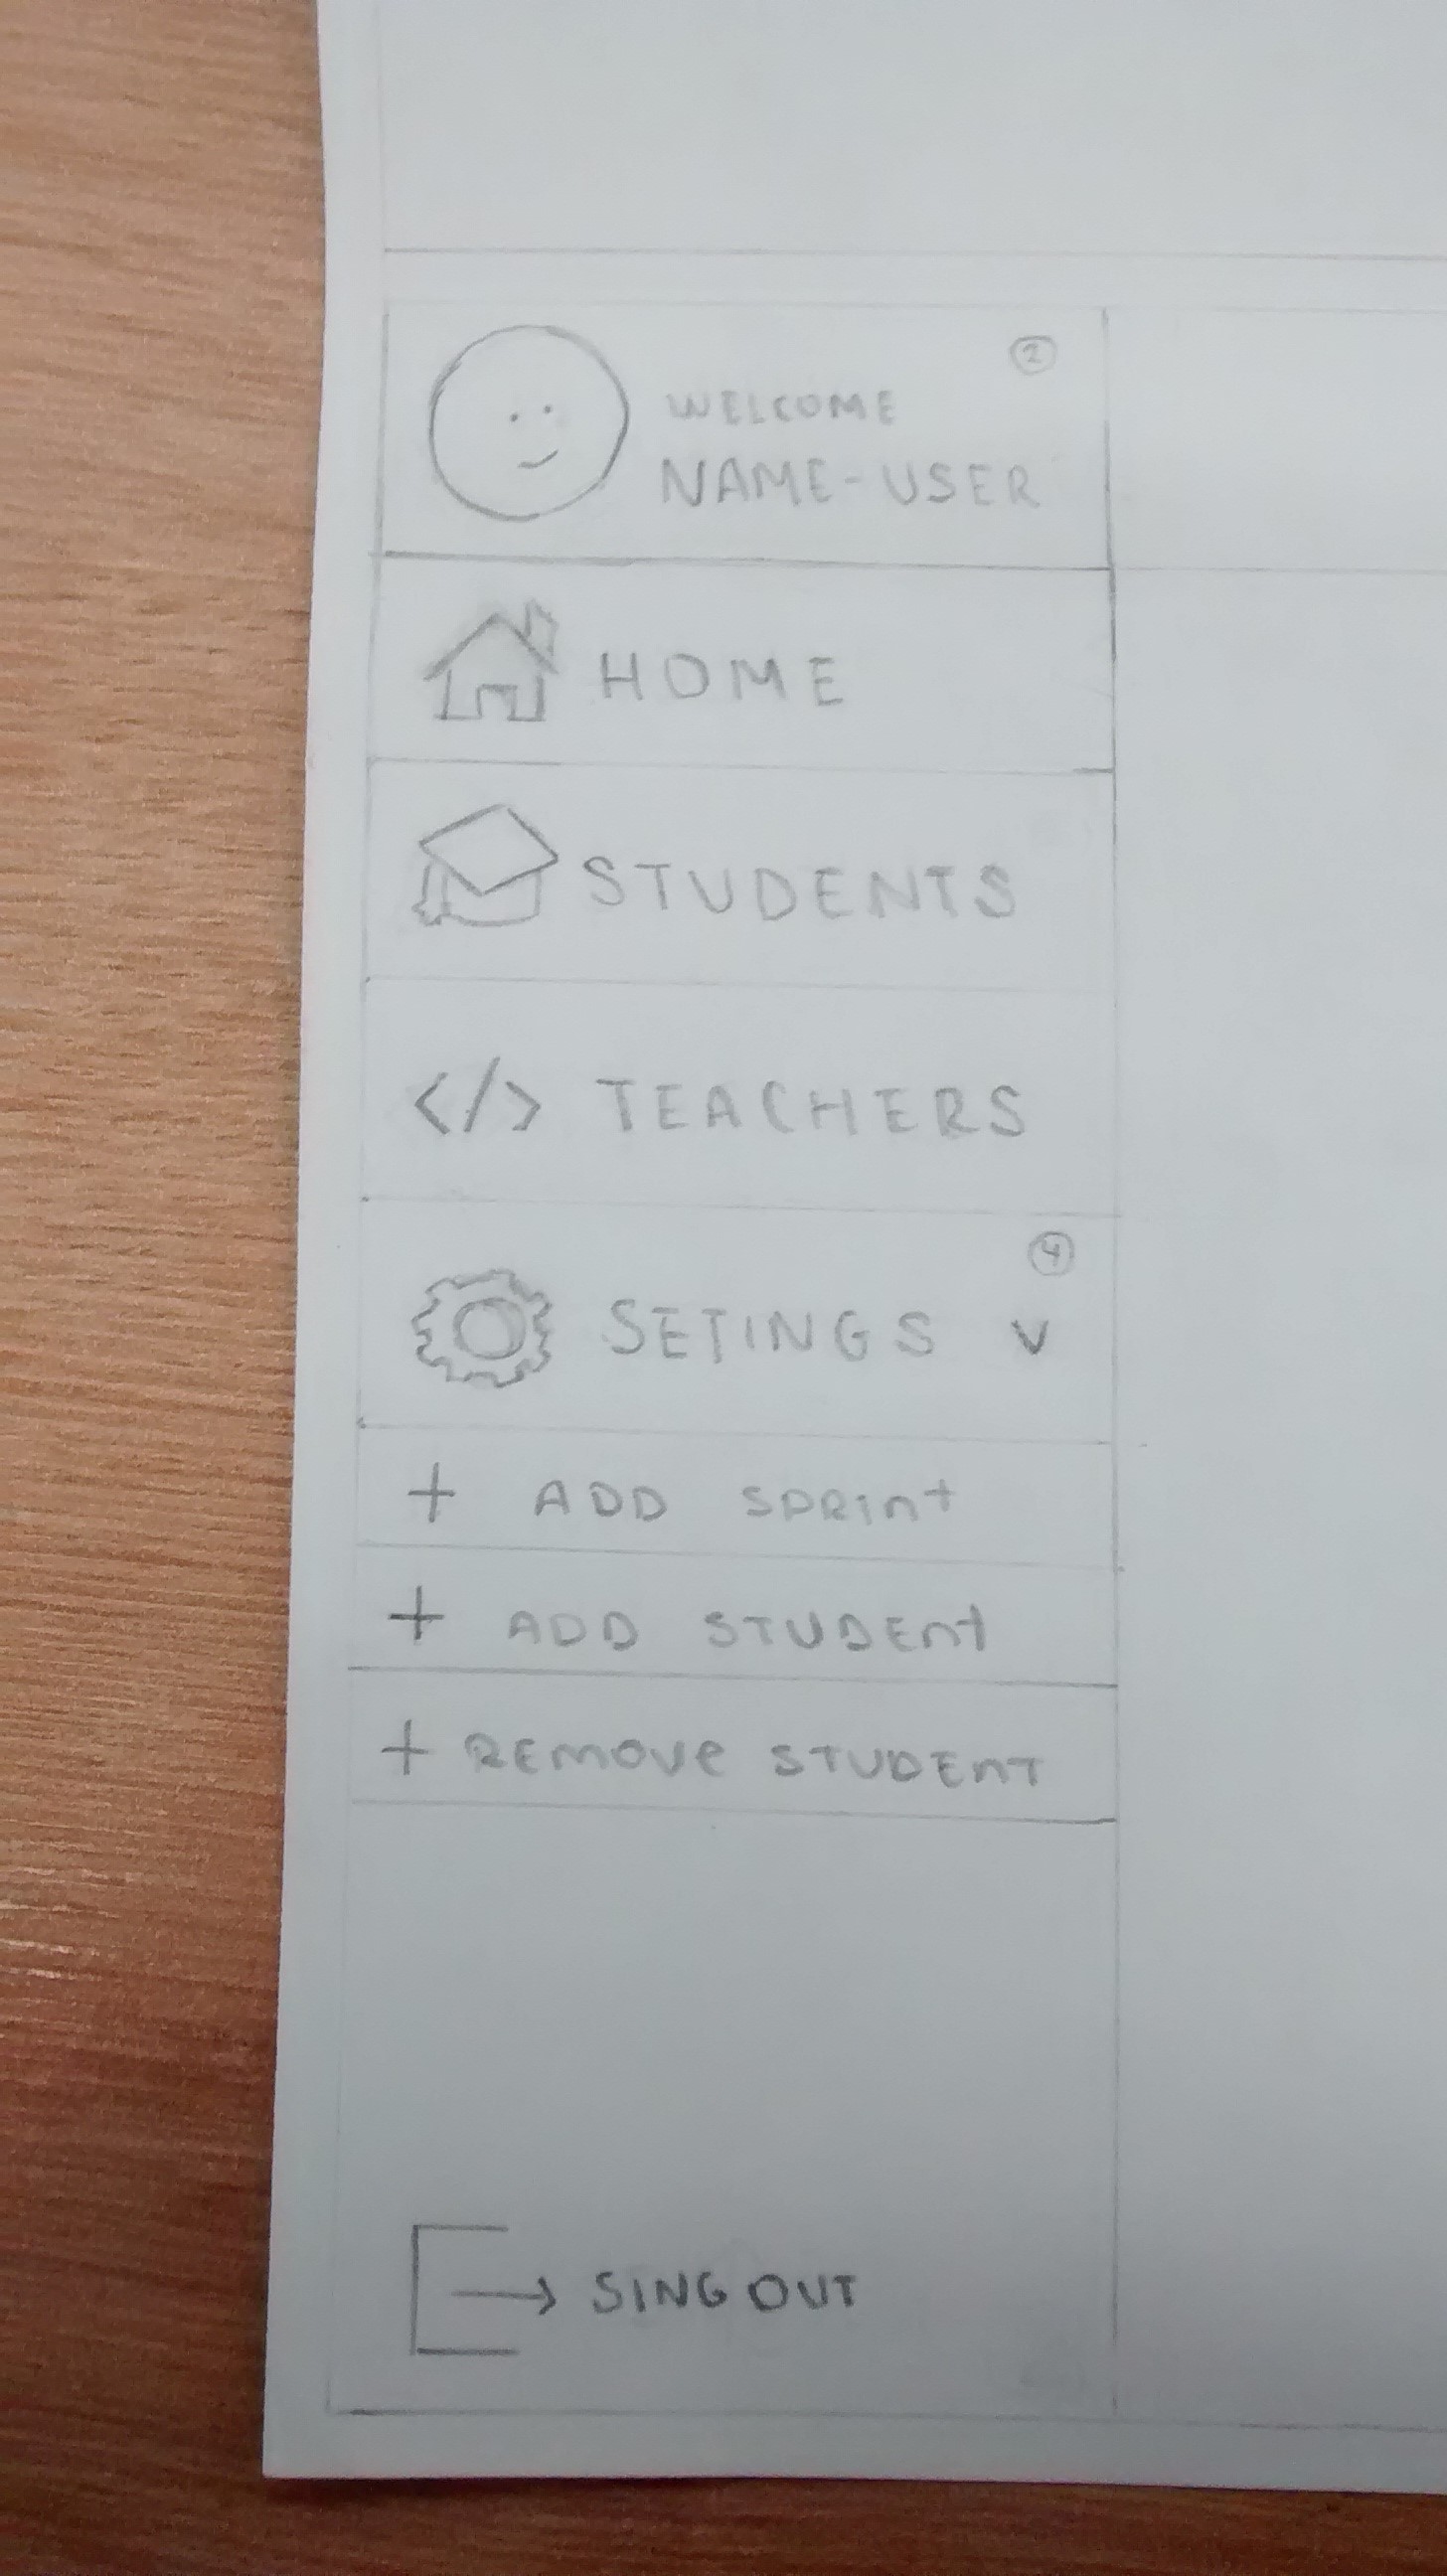 2
WELCOME
NAME-USER
HOME
STUDENTS
</> TEACHERS
4
SETINGS V
+ ADD SPRint
+ ADD STUDEnt
+ REmove STUDEnT
SING OUT